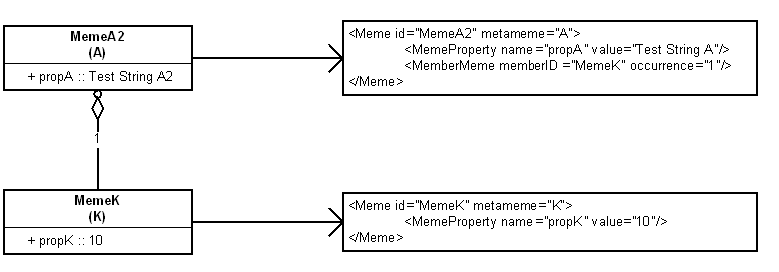 MemeA2
(A)
+ propA :: Test String A2
<Meme id="MemeA2" metameme="A">
<MemeProperty name="propA" value="Test String A"/>
<MemberMeme memberID ="MemeK" occurrence="1"/>
</Meme>
1
MemeK
(K)
+ propK :: 10
<Meme id="MemeK" metameme="K">
<MemeProperty name="propK" value="10"/>
</Meme>